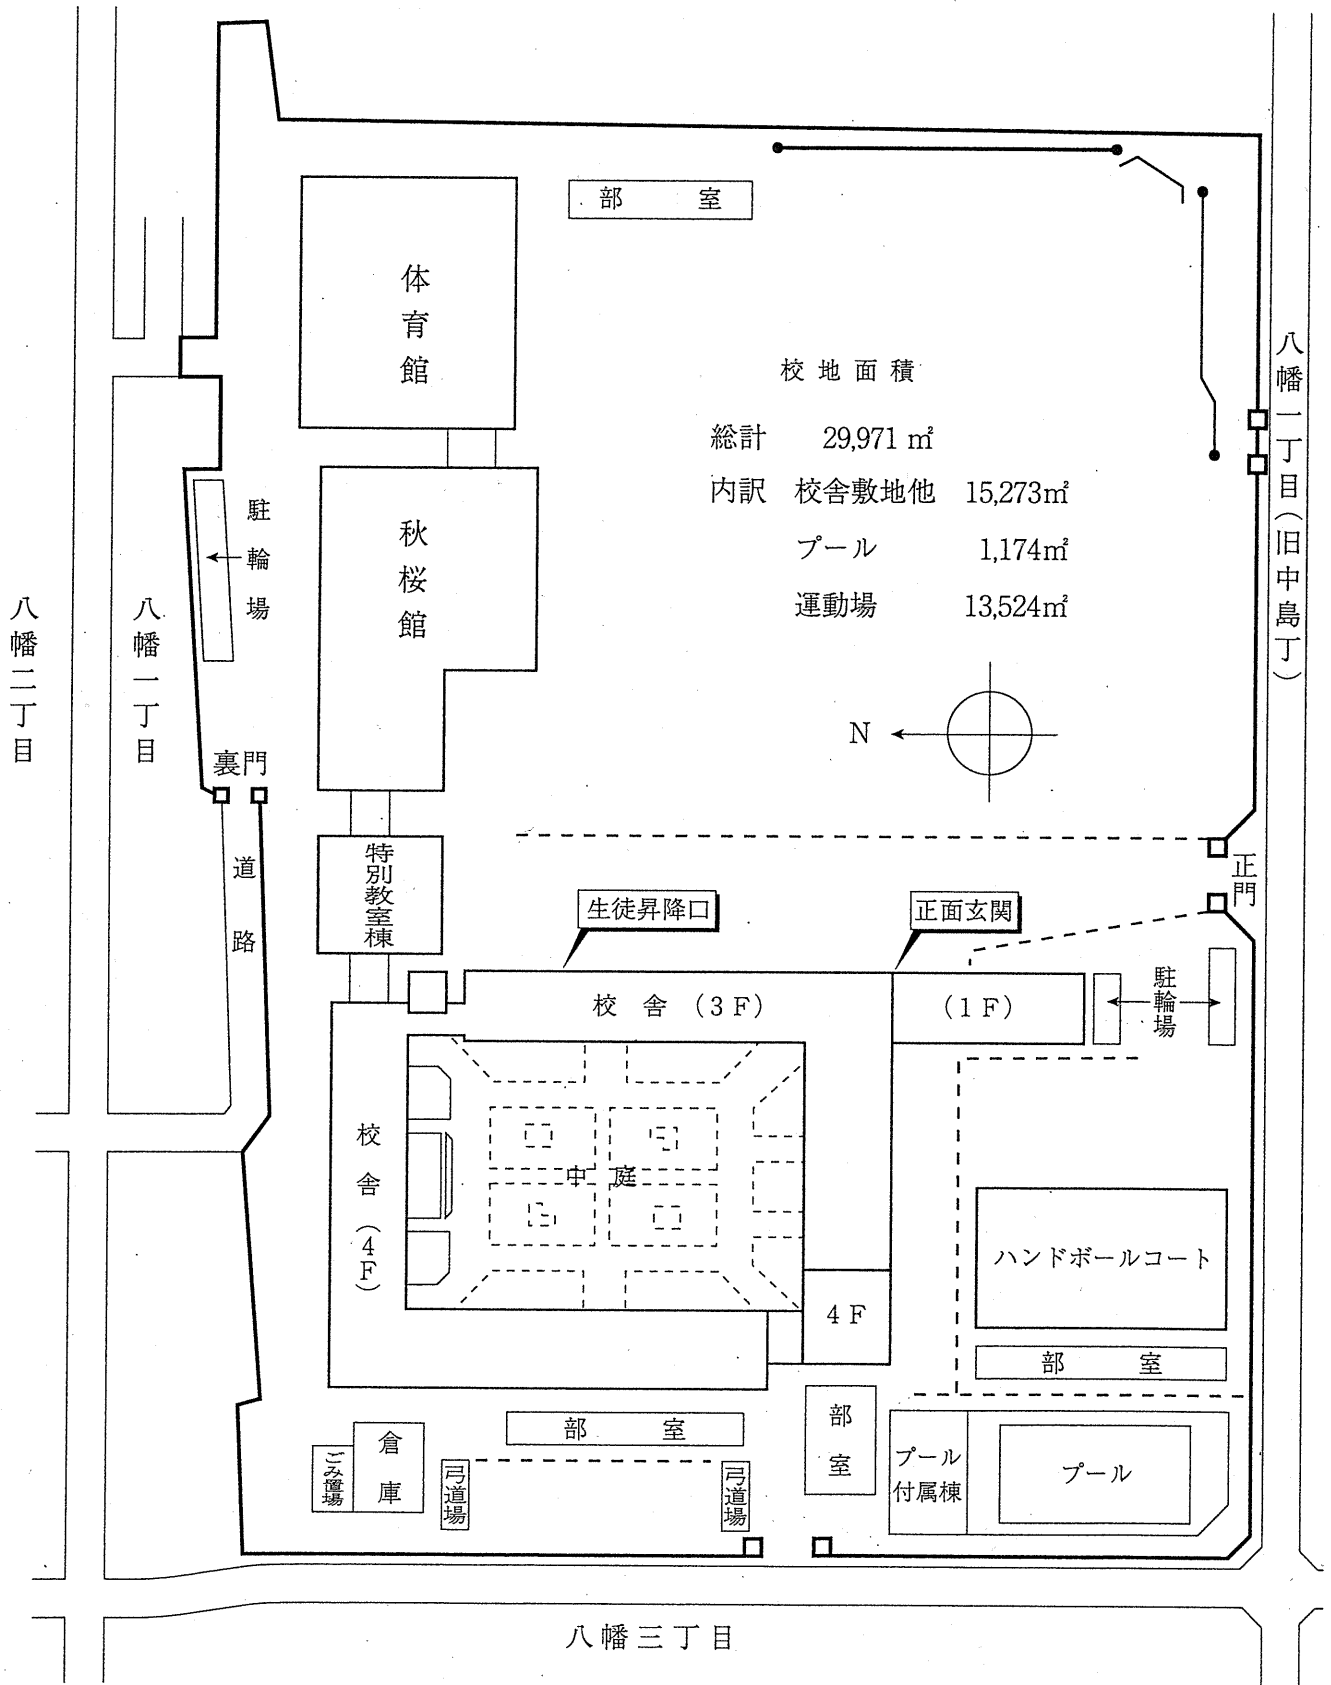 部室
体育館
校地面積
総計 29,971㎡
内訳 校舎敷地他 15,273㎡
プール 1,174㎡
運動場 13,524㎡
八幡一丁目(旧中島丁)
駐輪場
秋桜館
八幡二丁目
八幡一丁目
N
裏門
道路
特別教室棟
正門
生徒昇降口
正面玄関
校舎(3F)
(1F)
駐輪場
校舎(4F)
中庭
ハンドボールコート
4F
部室
部室
部室
倉庫
ごみ置場
弓道場
弓道場
プール付属棟
プール
八幡三丁目